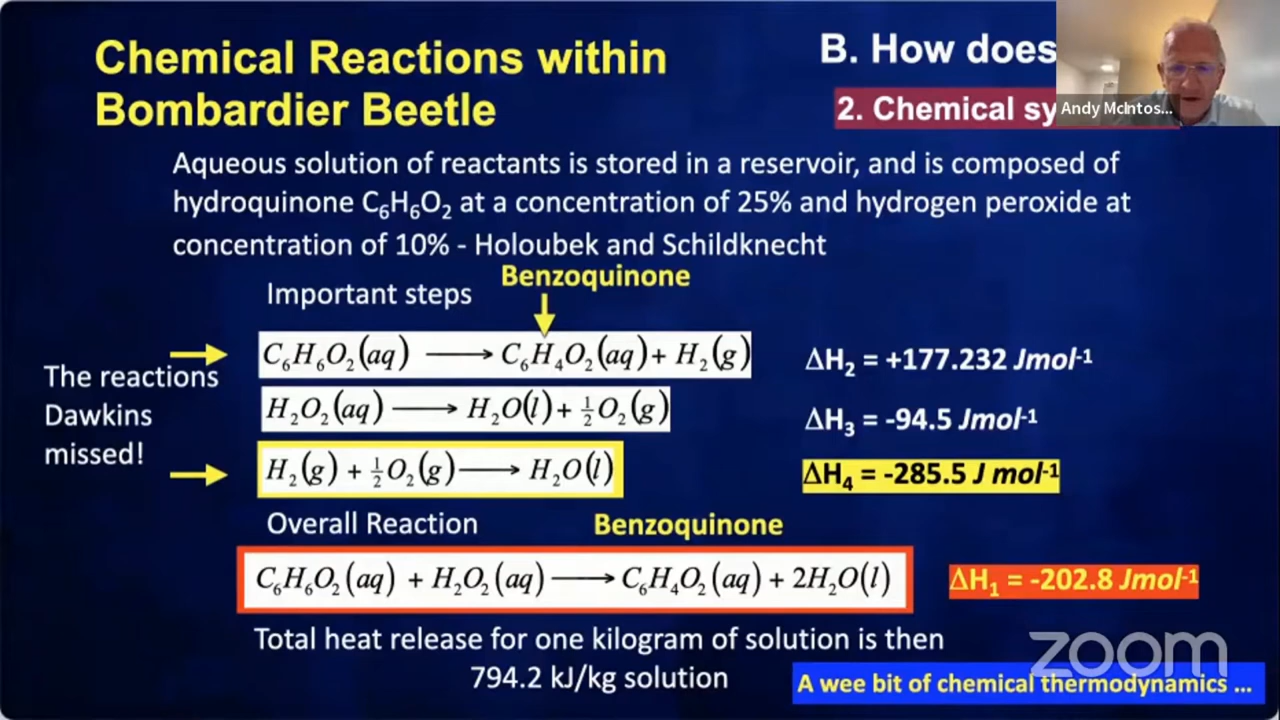 Chemical Reactions within
Bombardier Beetle
B. How does
2. Chemical sy
Andy McIntos...
Aqueous solution of reactants is stored in a reservoir, and is composed of
hydroquinone C₆H₆O₂ at a concentration of 25% and hydrogen peroxide at
concentration of 10% - Holoubek and Schildknecht
Benzoquinone
Important steps
The reactions
Dawkins
missed!
C₆H₆O₂(aq) ⟶ C₆H₄O₂(aq) + H₂(g)
ΔH₂ = +177.232 Jmol⁻¹
H₂O₂(aq) ⟶ H₂O(l) + ½O₂(g)
ΔH₃ = -94.5 Jmol⁻¹
H₂(g) + ½O₂(g) ⟶ H₂O(l)
ΔH₄ = -285.5 J mol⁻¹
Overall Reaction
Benzoquinone
C₆H₆O₂(aq) + H₂O₂(aq) ⟶ C₆H₄O₂(aq) + 2H₂O(l)
ΔH₁ = -202.8 Jmol⁻¹
Total heat release for one kilogram of solution is then
794.2 kJ/kg solution
zoom
A wee bit of chemical thermodynamics ...